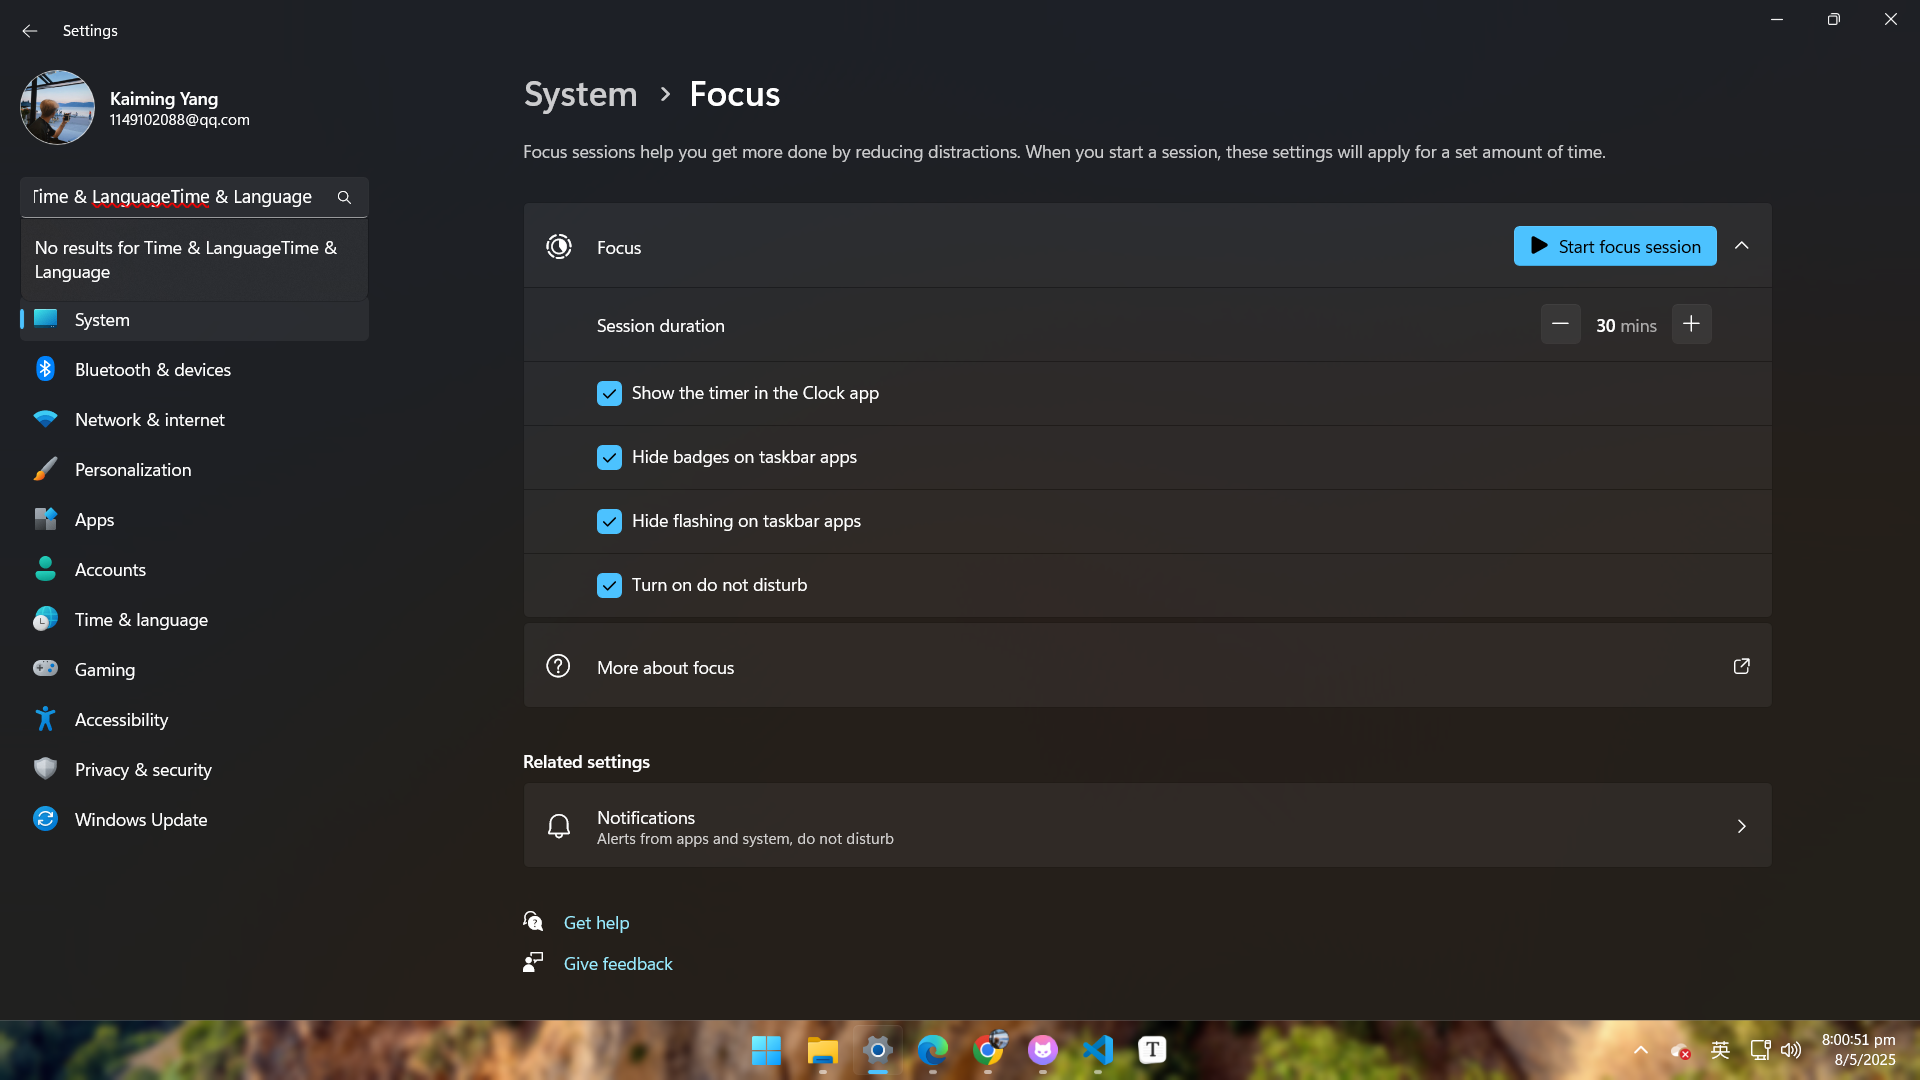 Settings
Kaiming Yang
1149102088@qq.com
Time & LanguageTime & Language
No results for Time & LanguageTime &
Language
System
Bluetooth & devices
Network & internet
Personalization
Apps
Accounts
Time & language
Gaming
Accessibility
Privacy & security
Windows Update
System › Focus
Focus sessions help you get more done by reducing distractions. When you start a session, these settings will apply for a set amount of time.
Focus
Start focus session
Session duration
30 mins
Show the timer in the Clock app
Hide badges on taskbar apps
Hide flashing on taskbar apps
Turn on do not disturb
More about focus
Related settings
Notifications
Alerts from apps and system, do not disturb
Get help
Give feedback
T
英
8:00:51 pm
8/5/2025